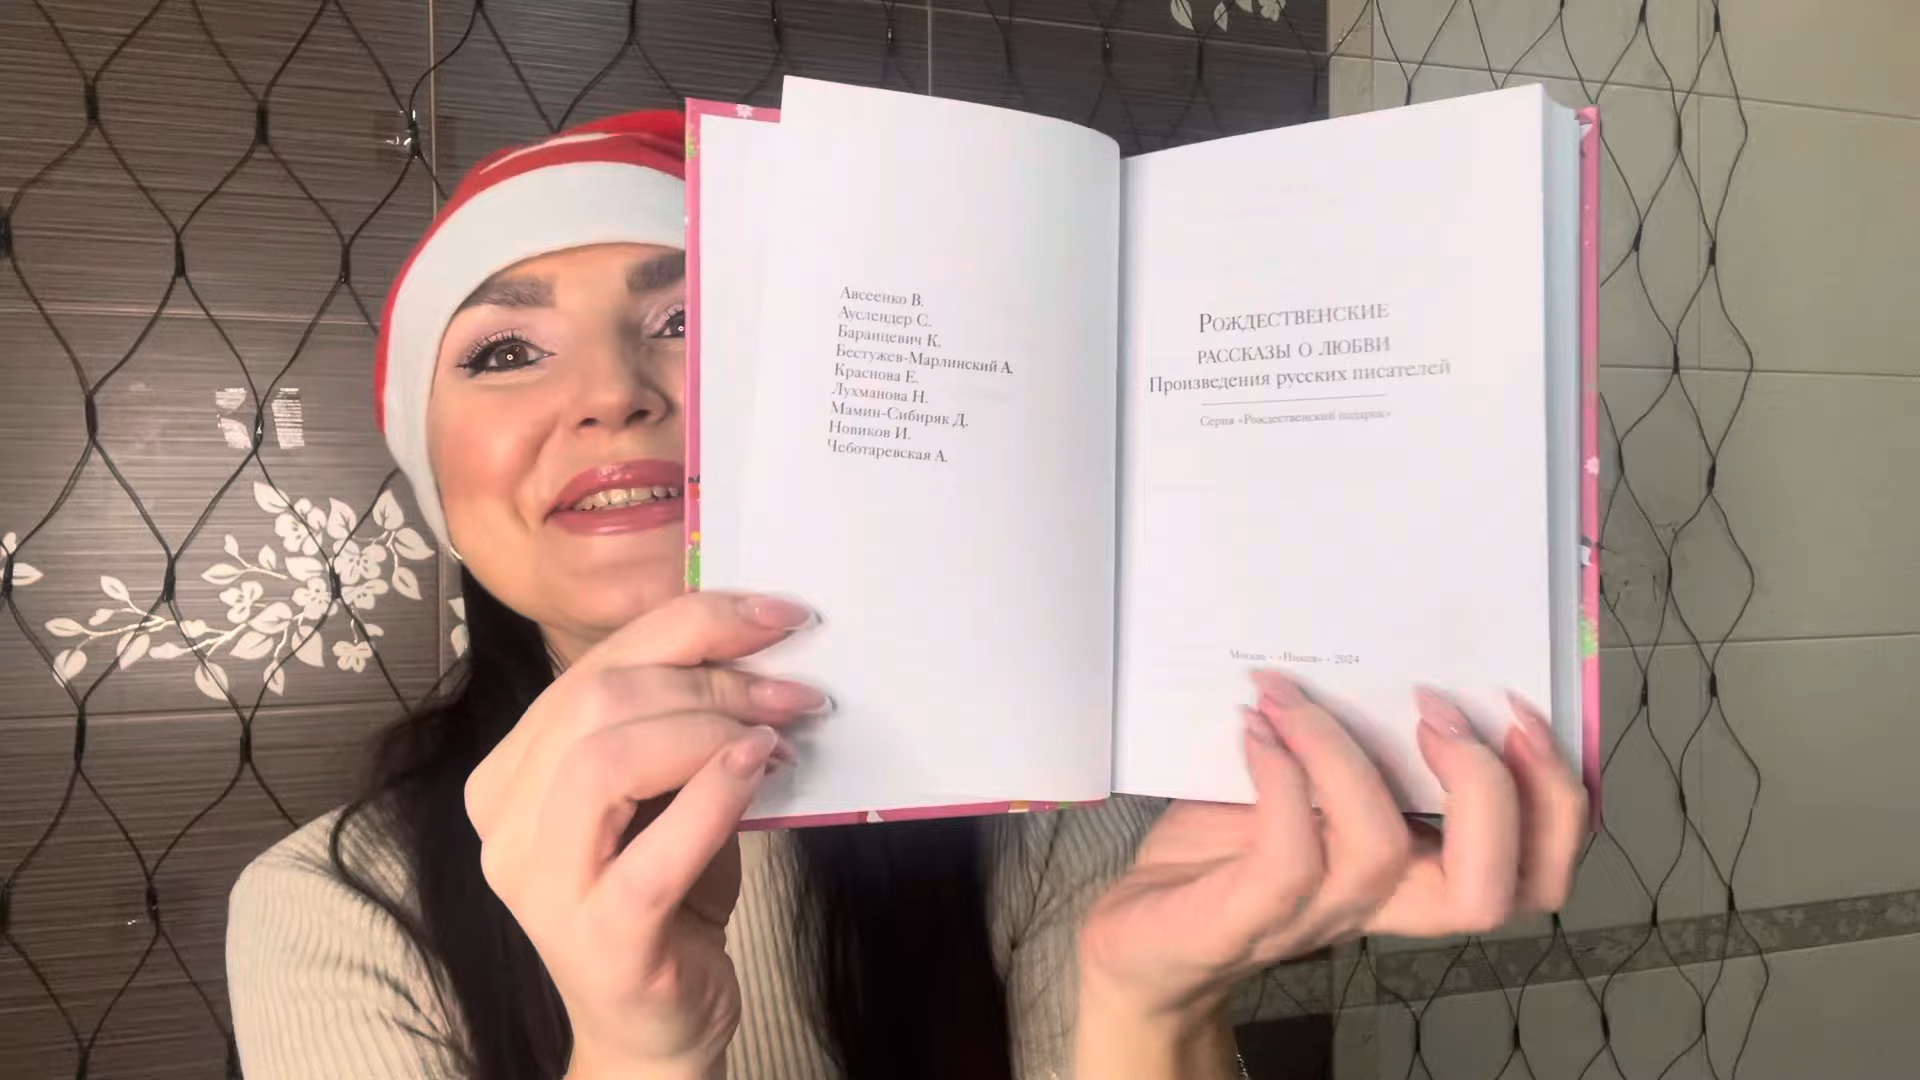 Авсеенко В.
Ауслендер С.
Баранцевич К.
Бестужев-Марлинский А.
Краснова Е.
Лухманова Н.
Мамин-Сибиряк Д.
Новиков И.
Чеботаревская А.
Рождественские
рассказы о любви
Произведения русских писателей
Серия «Рождественский подарок»
Москва • «Никея» • 2024